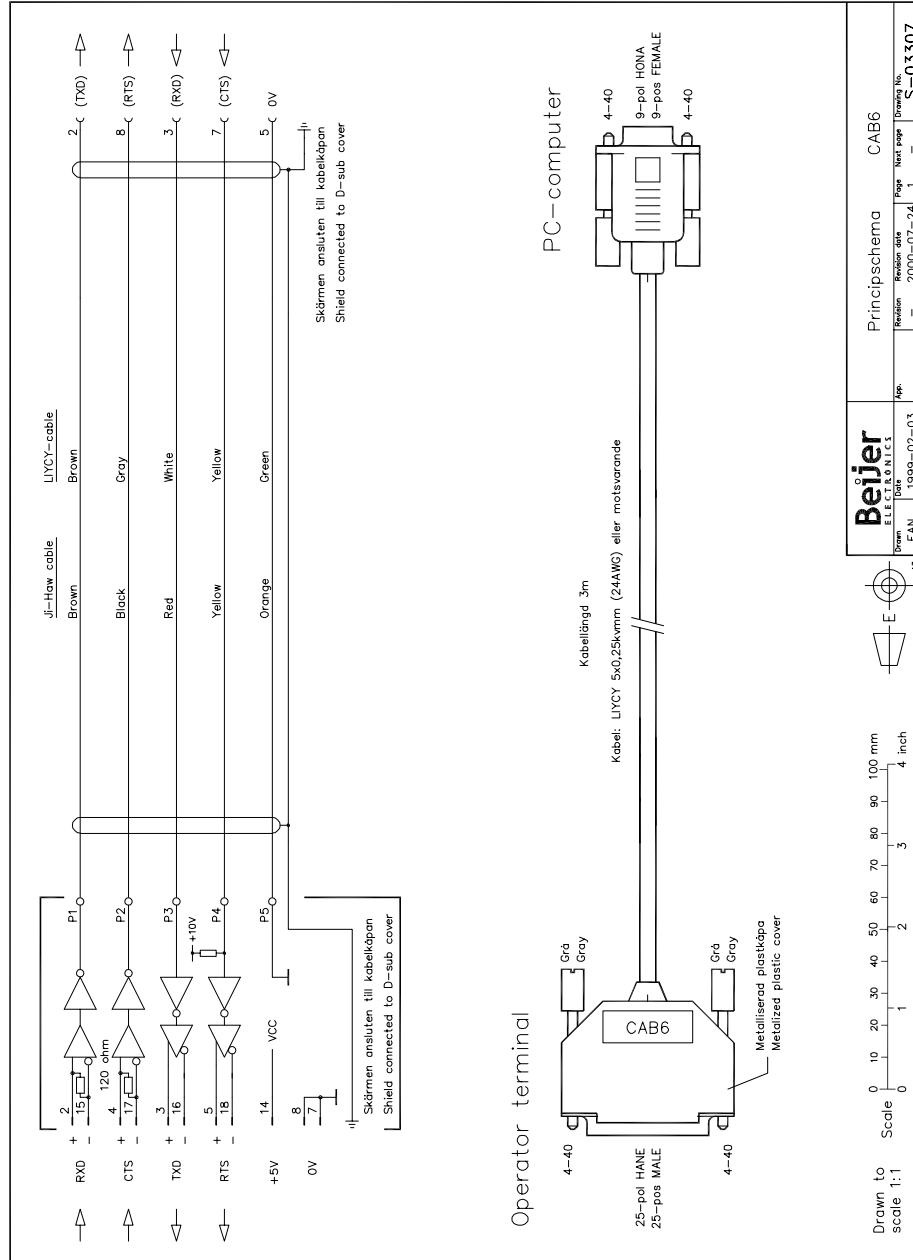 RXD + 2
- 15
120 ohm
P1
Brown
Brown
2 (TXD)
CTS + 4
- 17
P2
Black
Gray
8 (RTS)
TXD + 3
- 16
P3
Red
White
3 (RXD)
RTS + 5
- 18
+10V
P4
Yellow
Yellow
7 (CTS)
+5V 14 VCC
P5
Orange
Green
5 0V
0V 8
7
Ji-Haw cable
LIYCY-cable
Skärmen ansluten till kabelkåpan
Shield connected to D-sub cover
Skärmen ansluten till kabelkåpan
Shield connected to D-sub cover
Operator terminal
4-40
25-pol HANE
25-pos MALE
4-40
CAB6
Grå
Gray
Grå
Gray
Metalliserad plastkåpa
Metalized plastic cover
Kabellängd 3m
Kabel: LIYCY 5x0,25kvmm (24AWG) eller motsvarande
PC-computer
4-40
9-pol HONA
9-pos FEMALE
4-40
Drawn to
scale 1:1
Scale
0 10 20 30 40 50 60 70 80 90 100 mm
0 1 2 3 4 inch
E
Beijer
ELECTRONICS
Principschema CAB6
Drawn Date App. Revision Revision date Page Next page Drawing No.
1999-02-03 - 2000-07-24 1 - S-03307